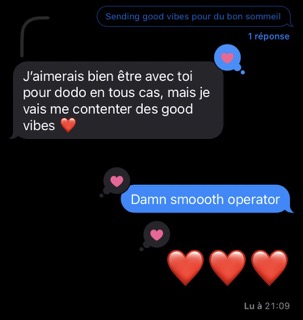 Sending good vibes pour du bon sommeil
1 réponse
J'aimerais bien être avec toi
pour dodo en tous cas, mais je
vais me contenter des good
vibes ❤️
Damn smoooth operator
❤️❤️❤️
Lu à 21:09